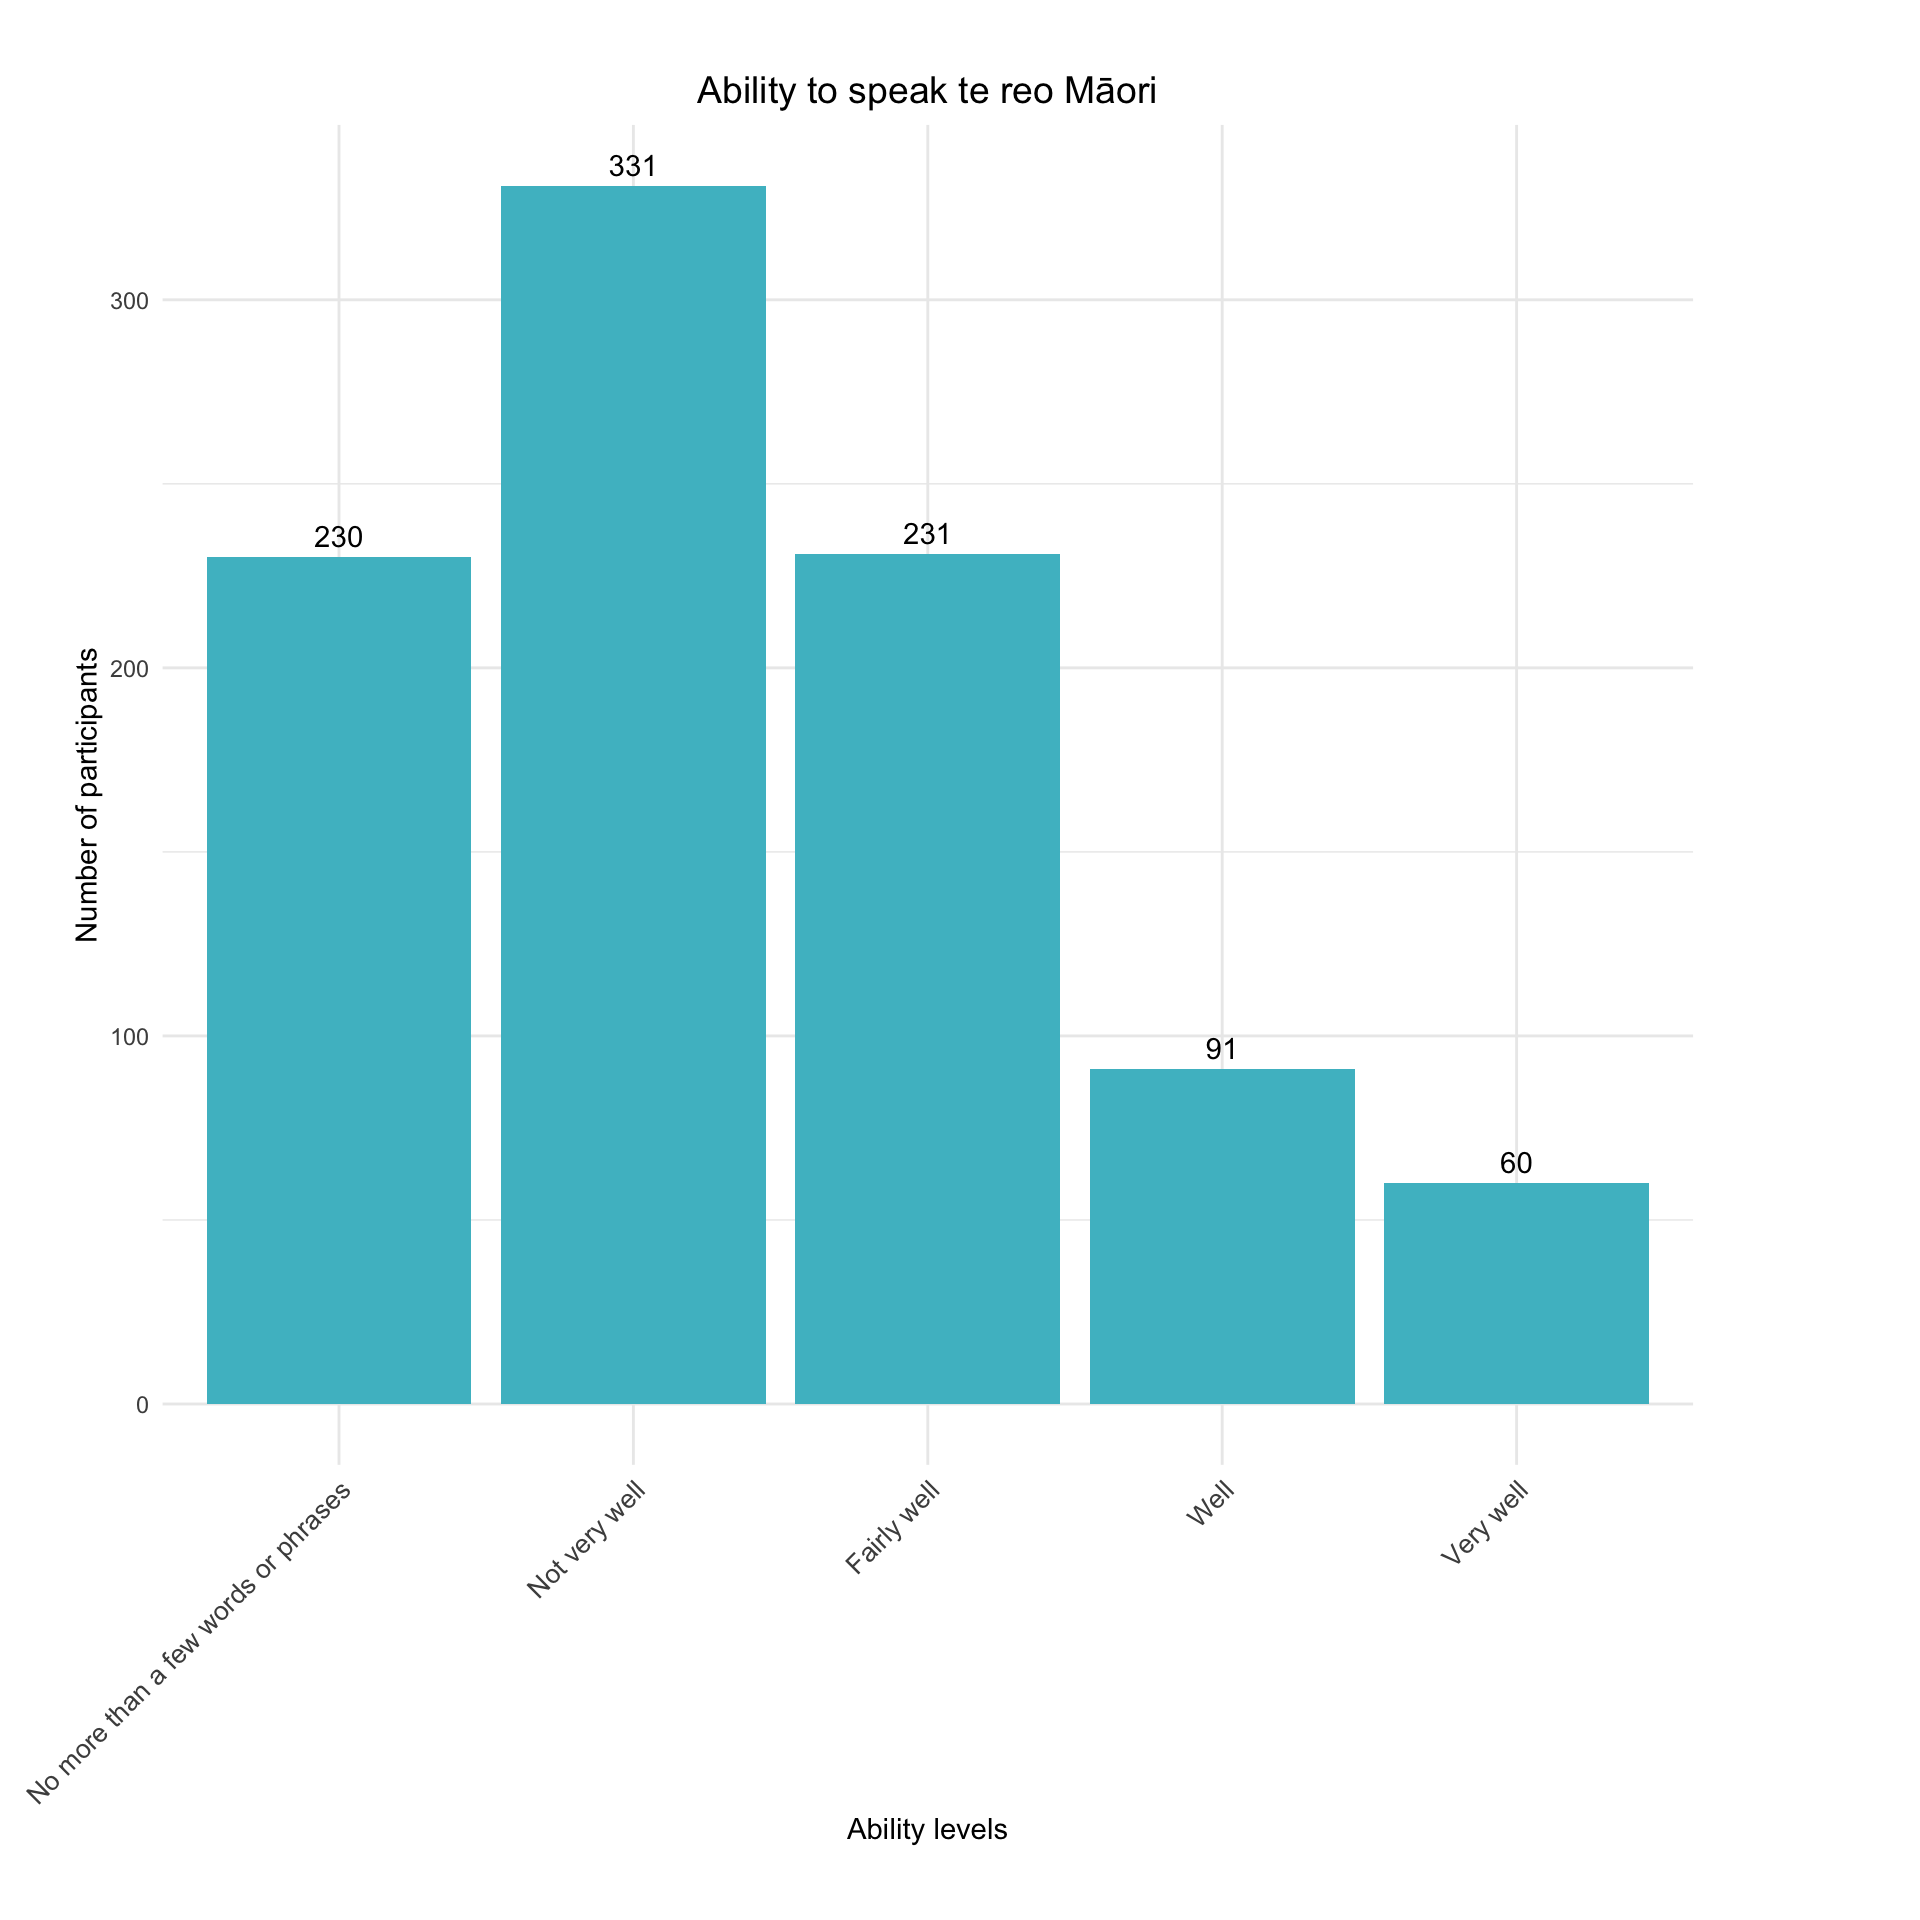 Ability to speak te reo Māori
Number of participants
300
200
100
0
230
331
231
91
60
No more than a few words or phrases
Not very well
Fairly well
Well
Very well
Ability levels